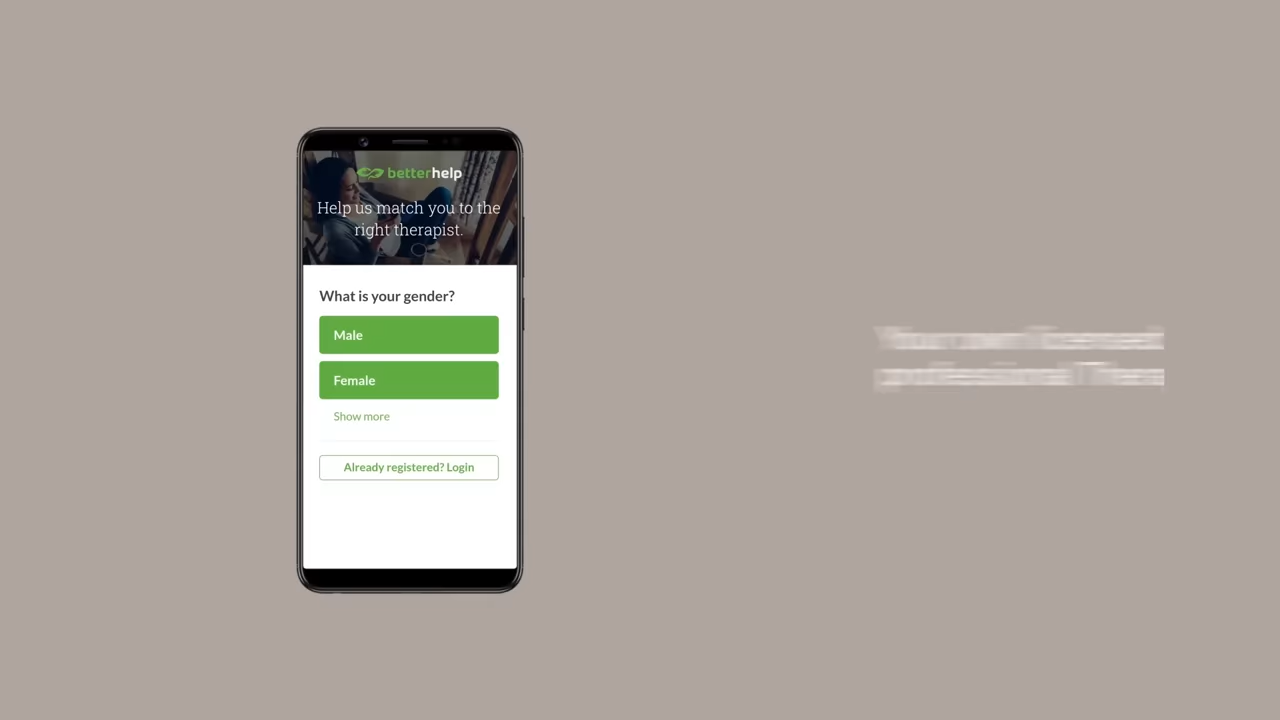 betterhelp
Help us match you to the
right therapist.
What is your gender?
Male
Female
Show more
Already registered? Login